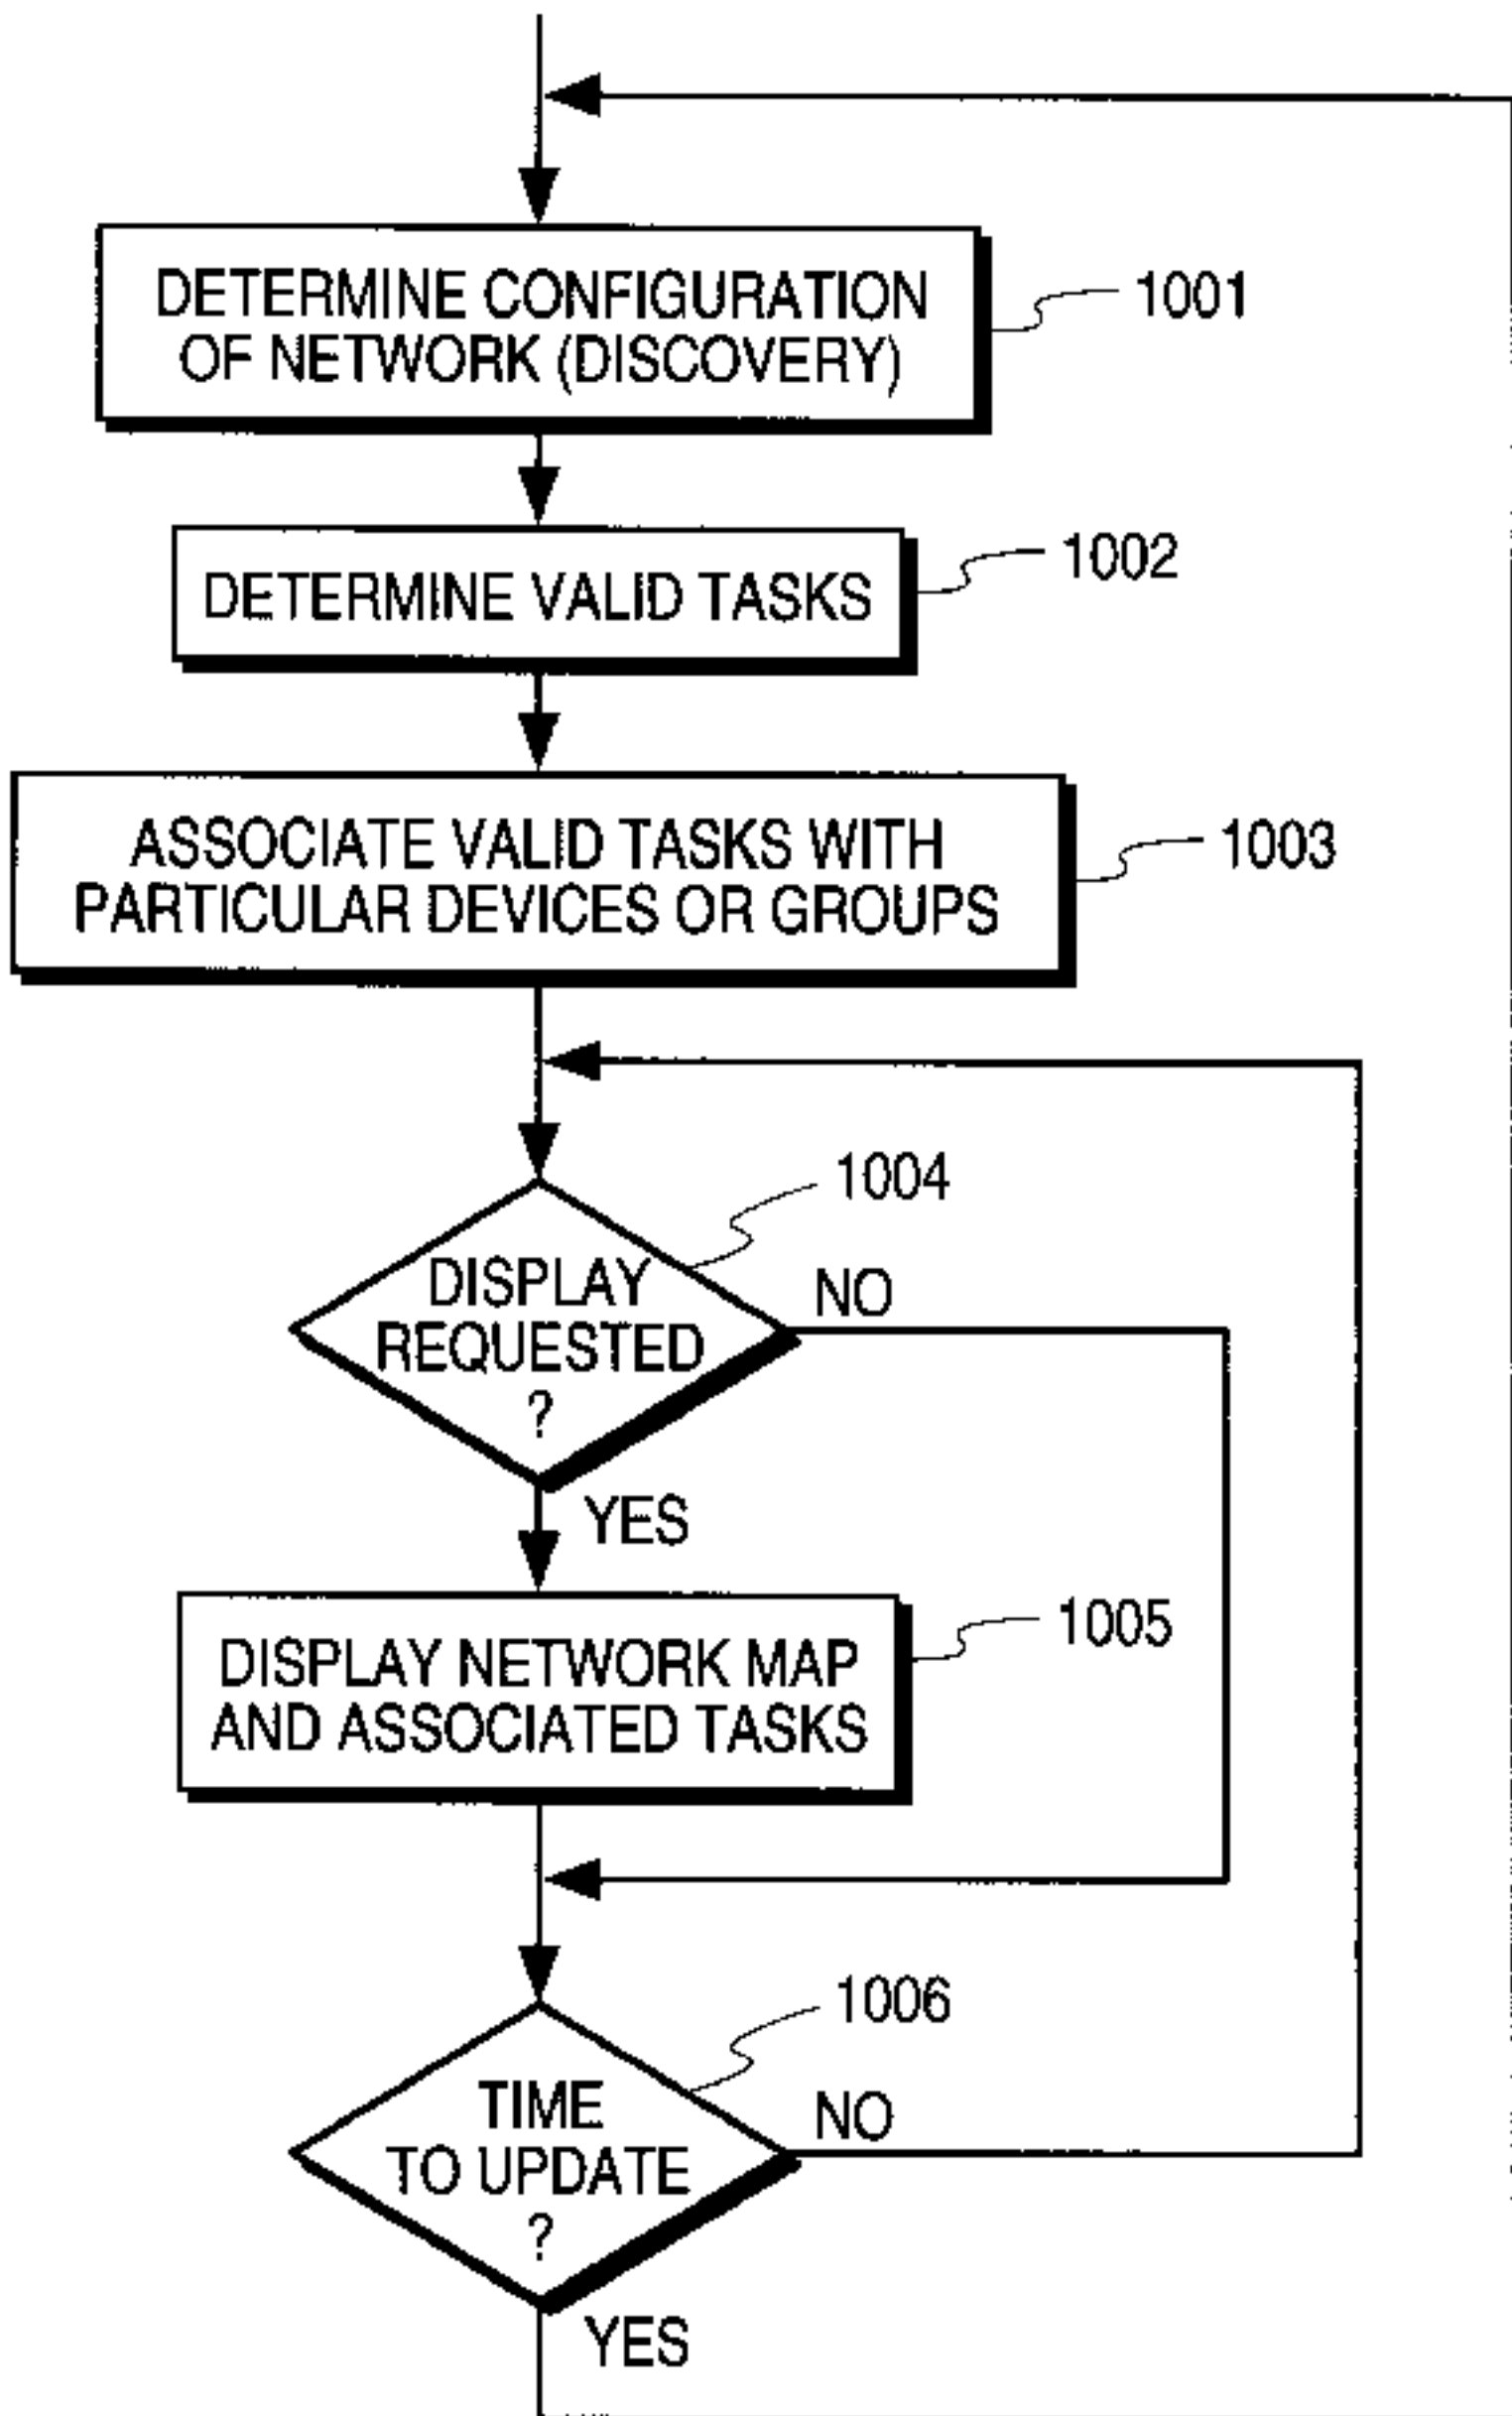 DETERMINE CONFIGURATION
OF NETWORK (DISCOVERY)
1001
DETERMINE VALID TASKS
1002
ASSOCIATE VALID TASKS WITH
PARTICULAR DEVICES OR GROUPS
1003
1004
DISPLAY
REQUESTED
?
NO
YES
DISPLAY NETWORK MAP
AND ASSOCIATED TASKS
1005
1006
TIME
TO UPDATE
?
NO
YES